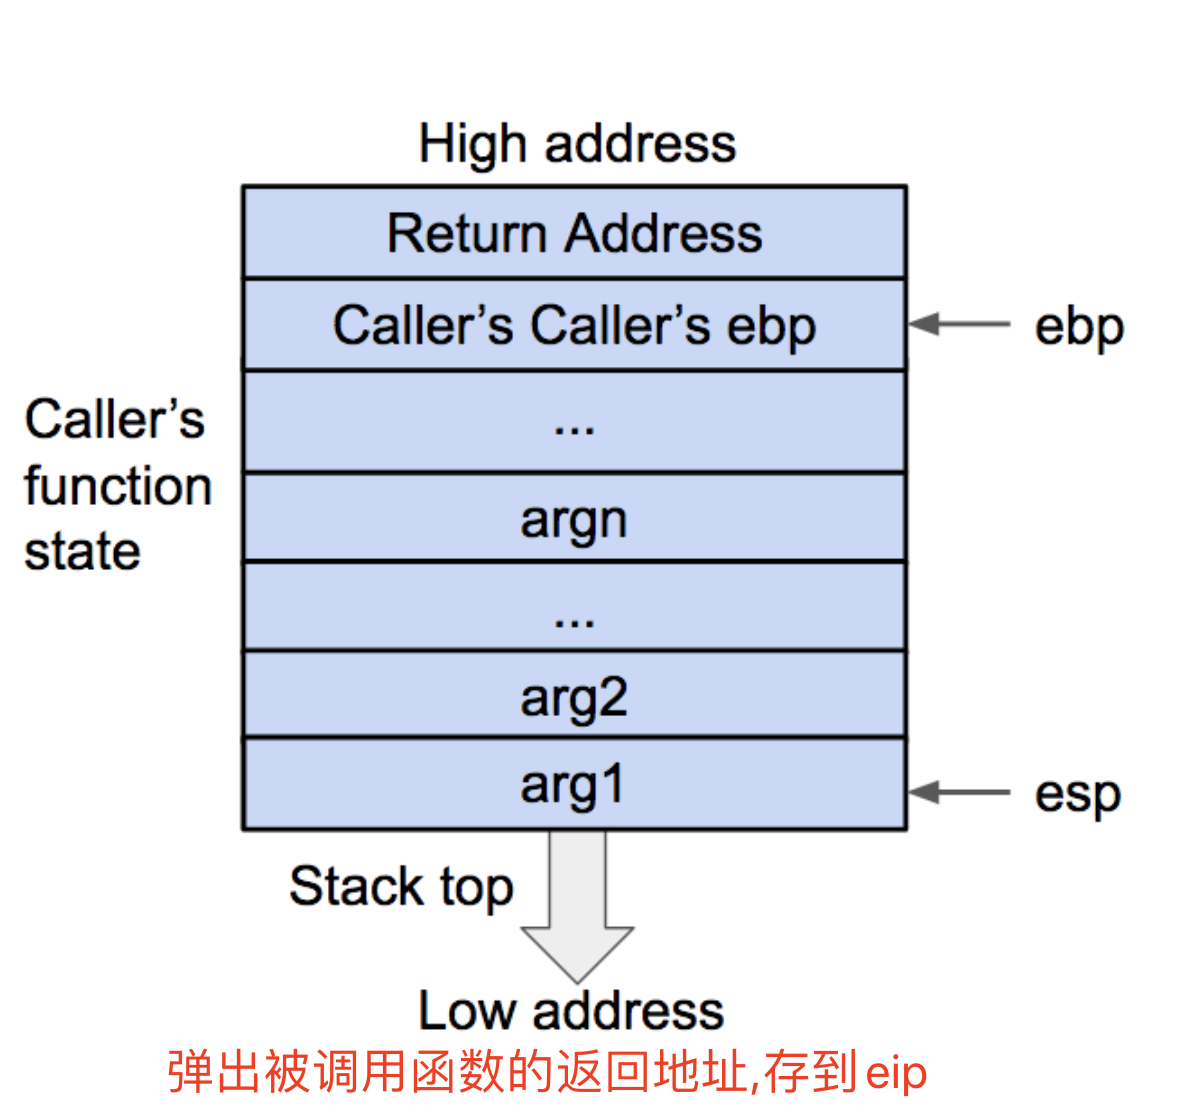 High address
Return Address
Caller’s Caller’s ebp
ebp
Caller’s
function
state
...
argn
...
arg2
arg1
esp
Stack top
Low address
弹出被调用函数的返回地址,存到eip